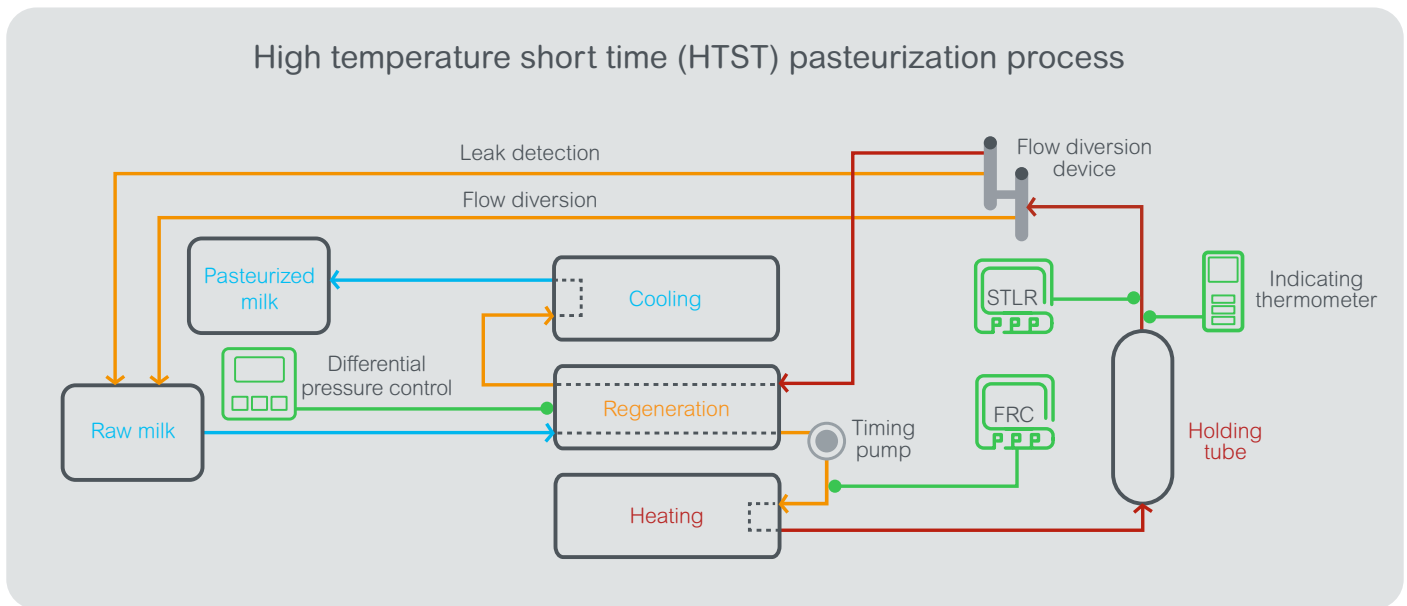 High temperature short time (HTST) pasteurization process
Leak detection
Flow diversion
device
Flow diversion
Pasteurized
milk
Cooling
STLR
Indicating
thermometer
Differential
pressure control
Regeneration
Raw milk
Timing
pump
FRC
Holding
tube
Heating